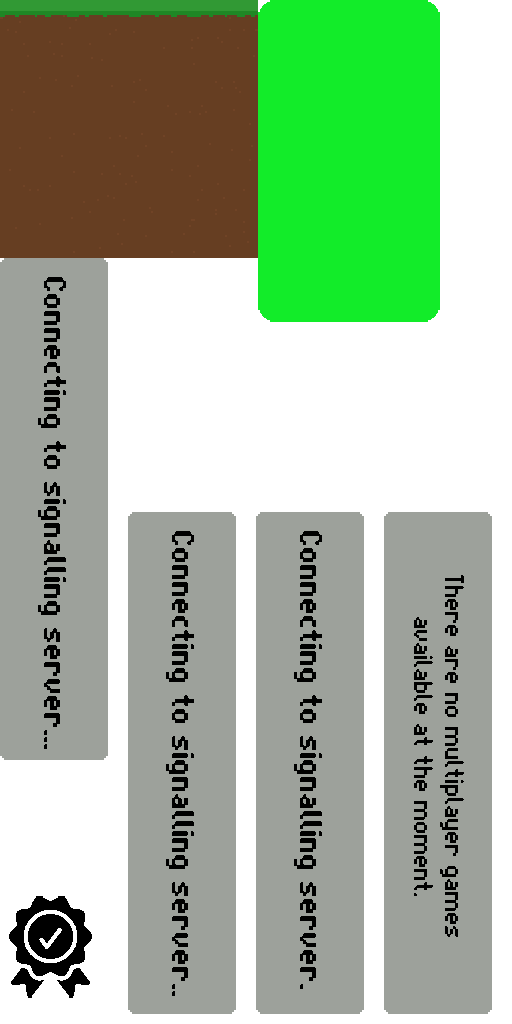 Connecting to signalling server...
Connecting to signalling server..
Connecting to signalling server.
There are no multiplayer games
available at the moment.